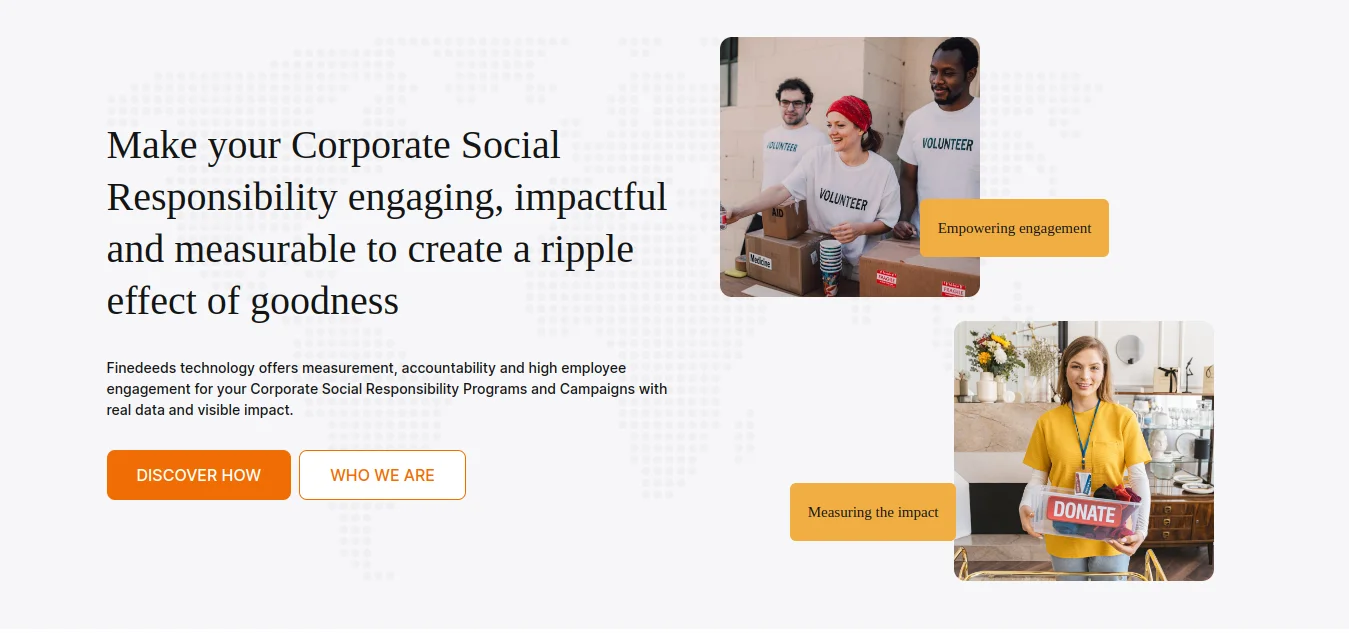 Make your Corporate Social
Responsibility engaging, impactful
and measurable to create a ripple
effect of goodness
Finedeeds technology offers measurement, accountability and high employee
engagement for your Corporate Social Responsibility Programs and Campaigns with
real data and visible impact.
DISCOVER HOW
WHO WE ARE
VOLUNTEER
VOLUNTEER
VOLUNTEER
AID
Medicine
FRAGILE
FRAGILE
Empowering engagement
DONATE
Measuring the impact